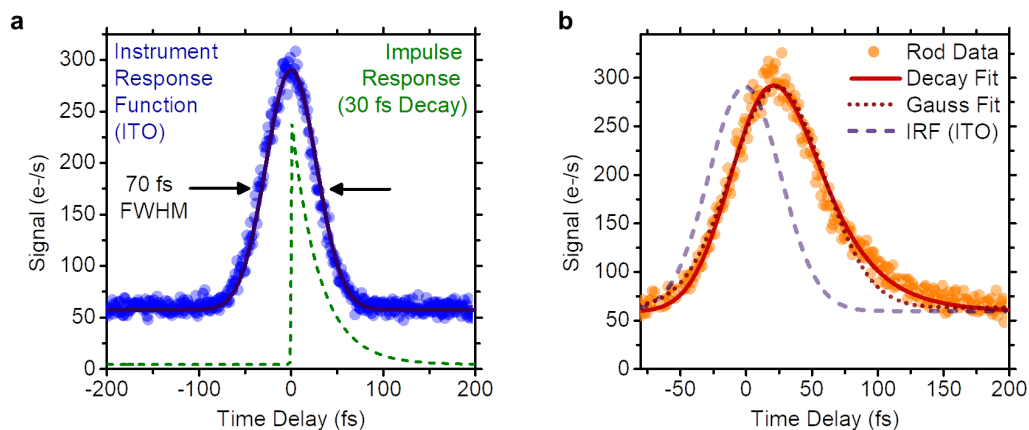 a
Instrument
Response
Function
(ITO)
Impulse
Response
(30 fs Decay)
70 fs
FWHM
Signal (e-/s)
300
250
200
150
100
50
0
-200
-100
0
100
200
Time Delay (fs)
b
Rod Data
Decay Fit
Gauss Fit
IRF (ITO)
Signal (e-/s)
300
250
200
150
100
50
0
-50
0
50
100
150
200
Time Delay (fs)